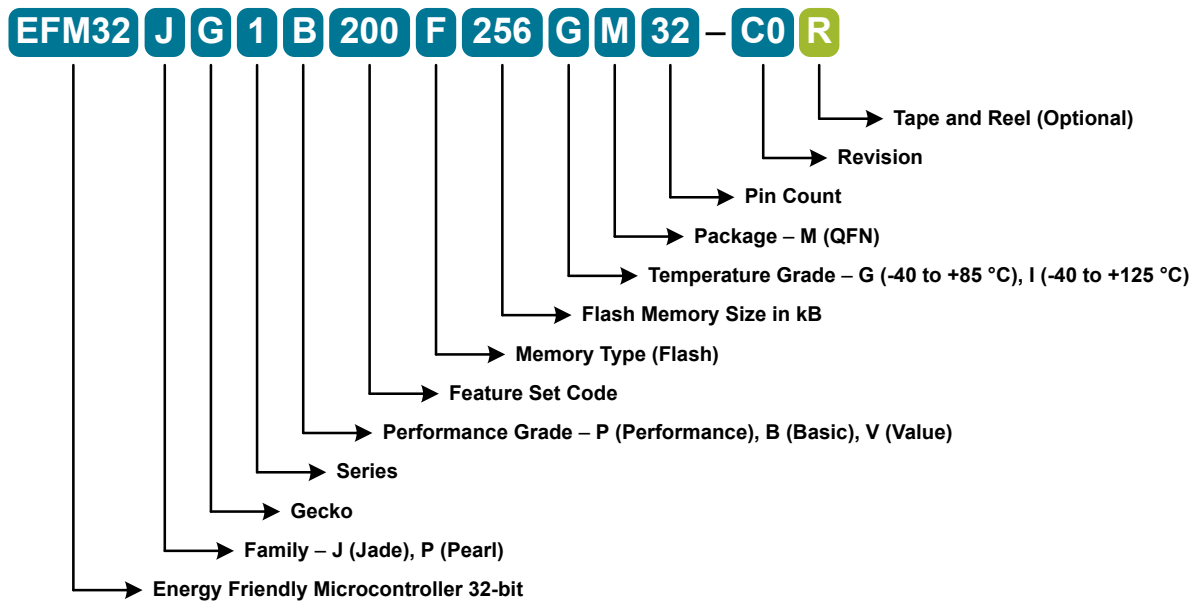 EFM32 J G 1 B 200 F 256 G M 32 – C0 R
Tape and Reel (Optional)
Revision
Pin Count
Package – M (QFN)
Temperature Grade – G (-40 to +85 °C), I (-40 to +125 °C)
Flash Memory Size in kB
Memory Type (Flash)
Feature Set Code
Performance Grade – P (Performance), B (Basic), V (Value)
Series
Gecko
Family – J (Jade), P (Pearl)
Energy Friendly Microcontroller 32-bit